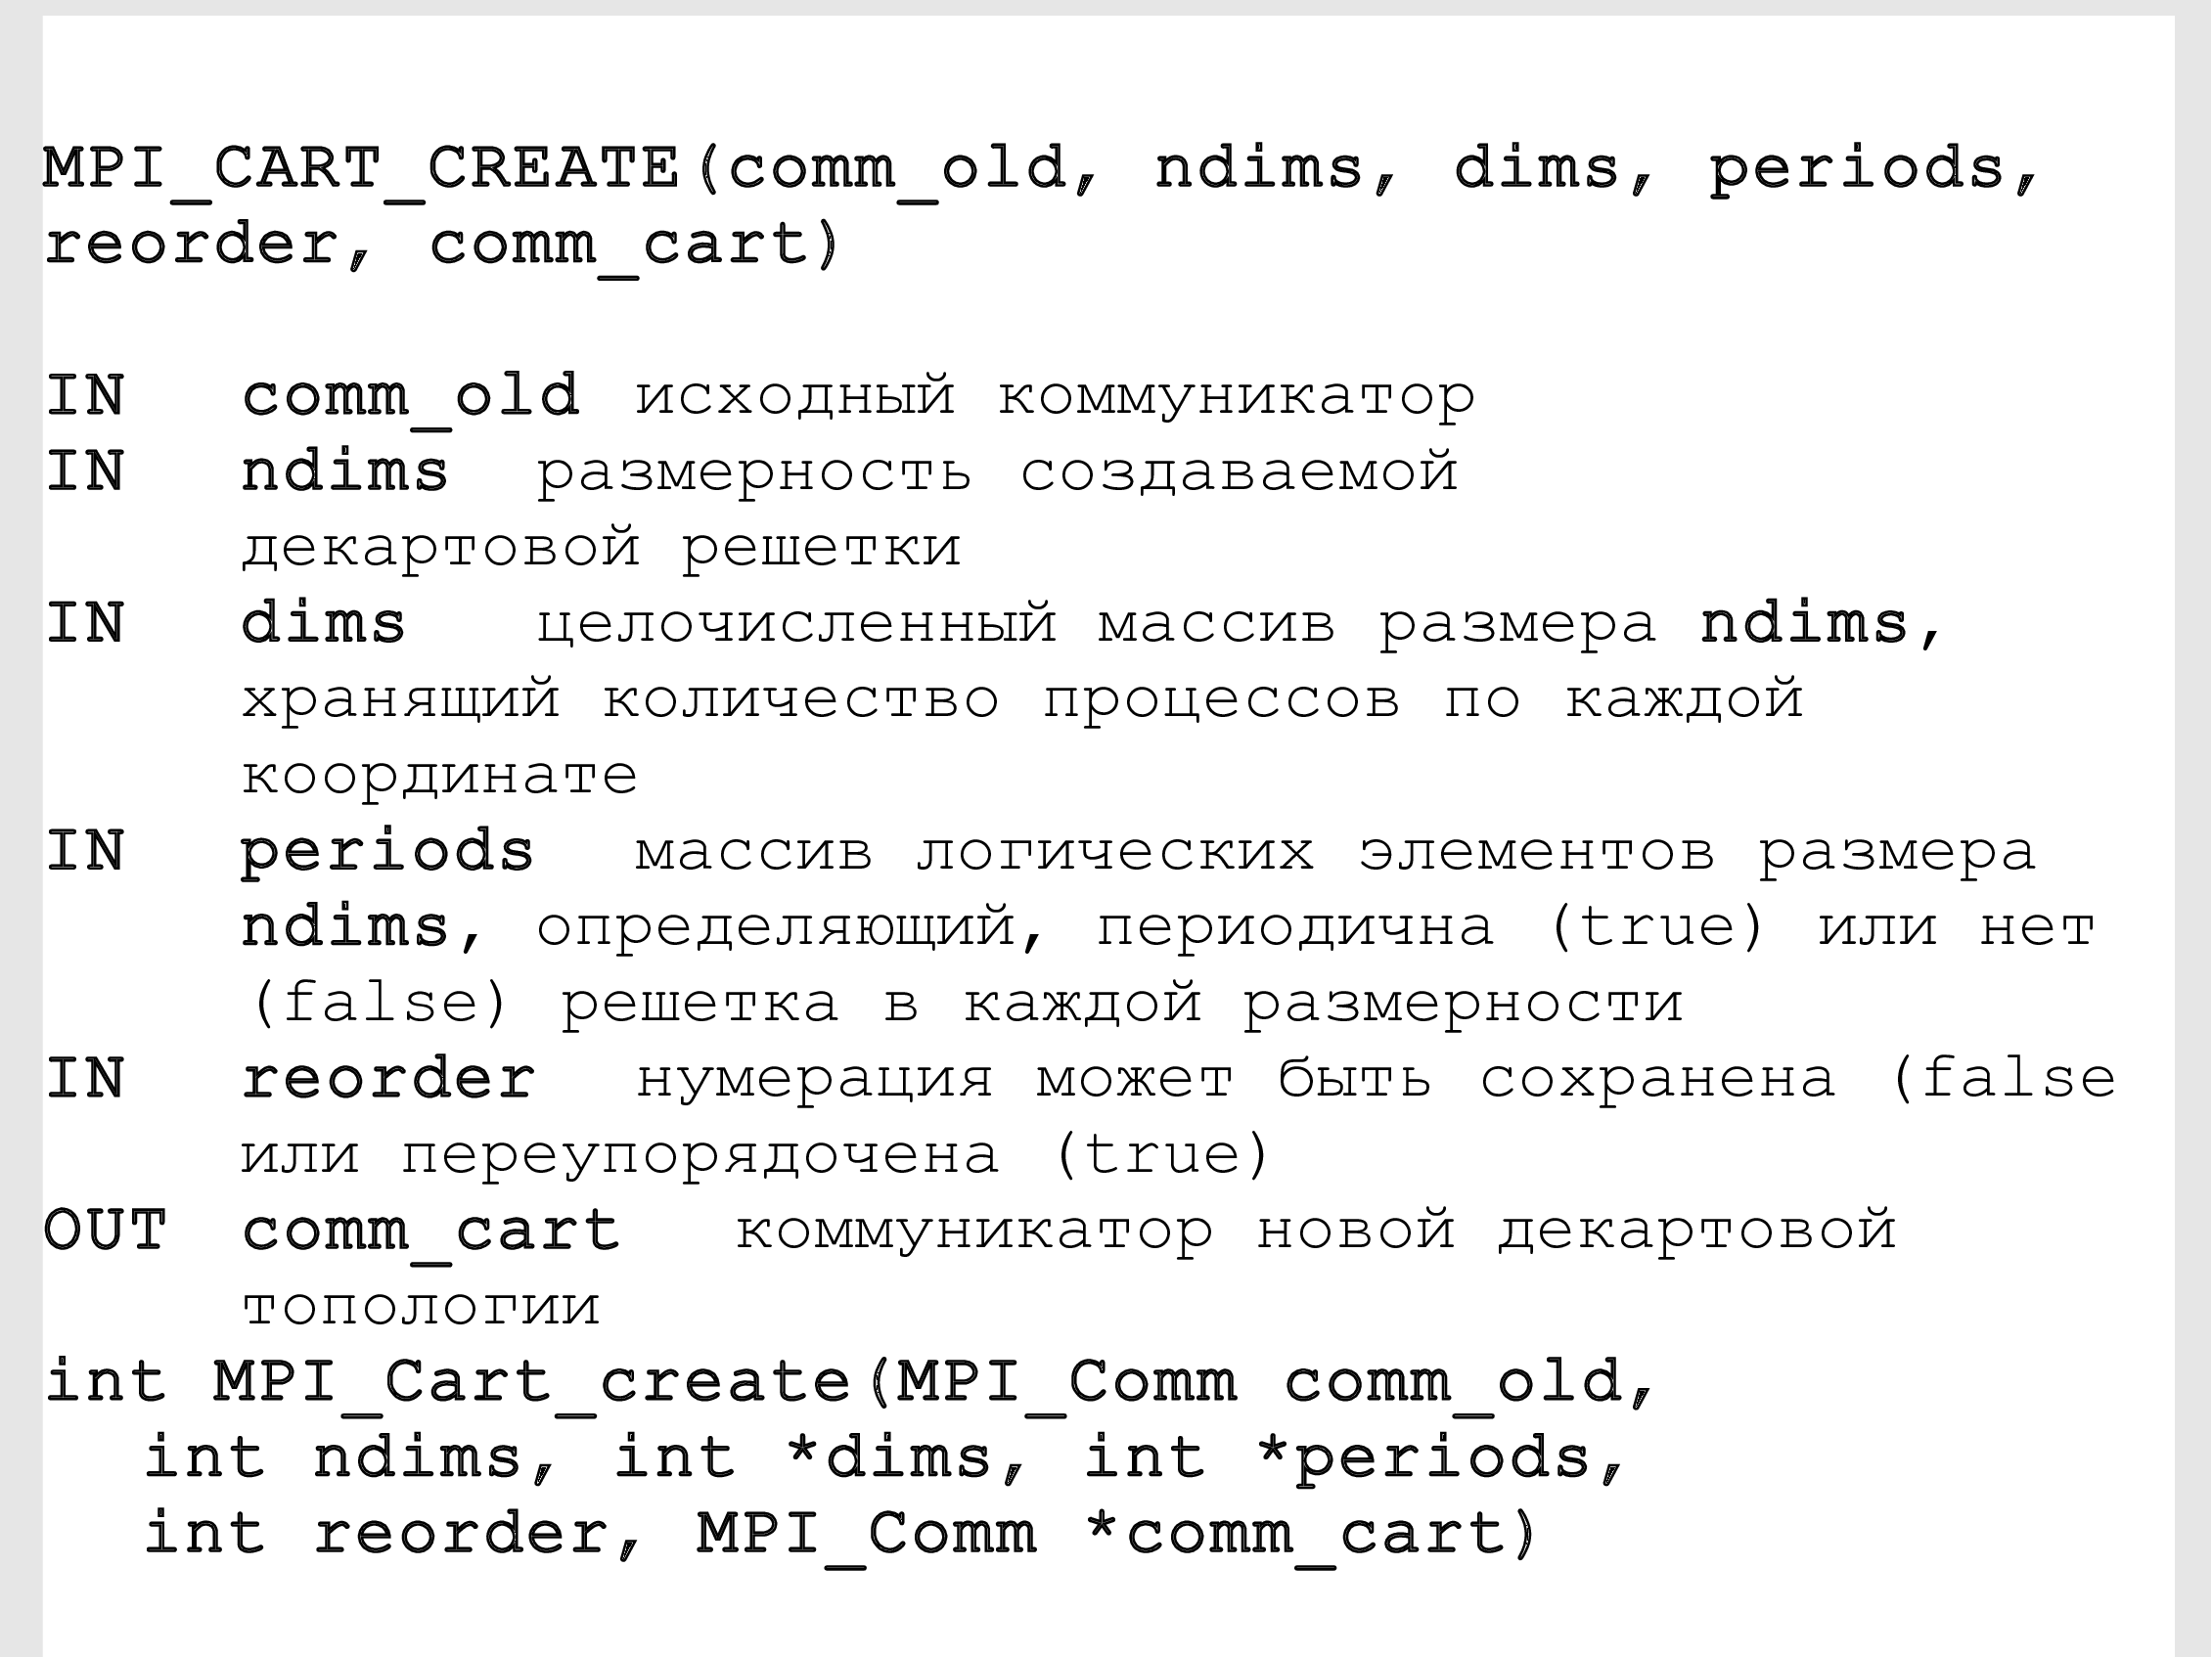 MPI_CART_CREATE(comm_old, ndims, dims, periods,
reorder, comm_cart)
IN comm_old исходный коммуникатор
IN ndims размерность создаваемой
декартовой решетки
IN dims целочисленный массив размера ndims,
хранящий количество процессов по каждой
координате
IN periods массив логических элементов размера
ndims, определяющий, периодична (true) или нет
(false) решетка в каждой размерности
IN reorder нумерация может быть сохранена (false
или переупорядочена (true)
OUT comm_cart коммуникатор новой декартовой
топологии
int MPI_Cart_create(MPI_Comm comm_old,
int ndims, int *dims, int *periods,
int reorder, MPI_Comm *comm_cart)